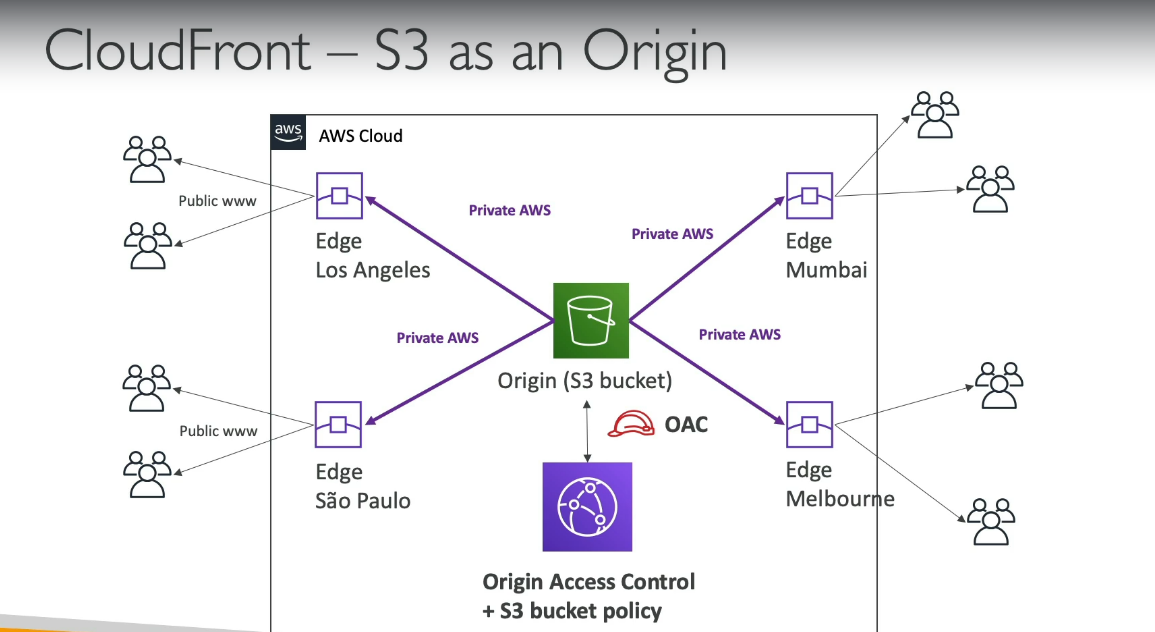 CloudFront – S3 as an Origin
aws
AWS Cloud
Public www
Private AWS
Private AWS
Edge
Los Angeles
Edge
Mumbai
Private AWS
Private AWS
Origin (S3 bucket)
OAC
Public www
Edge
São Paulo
Edge
Melbourne
Origin Access Control
+ S3 bucket policy